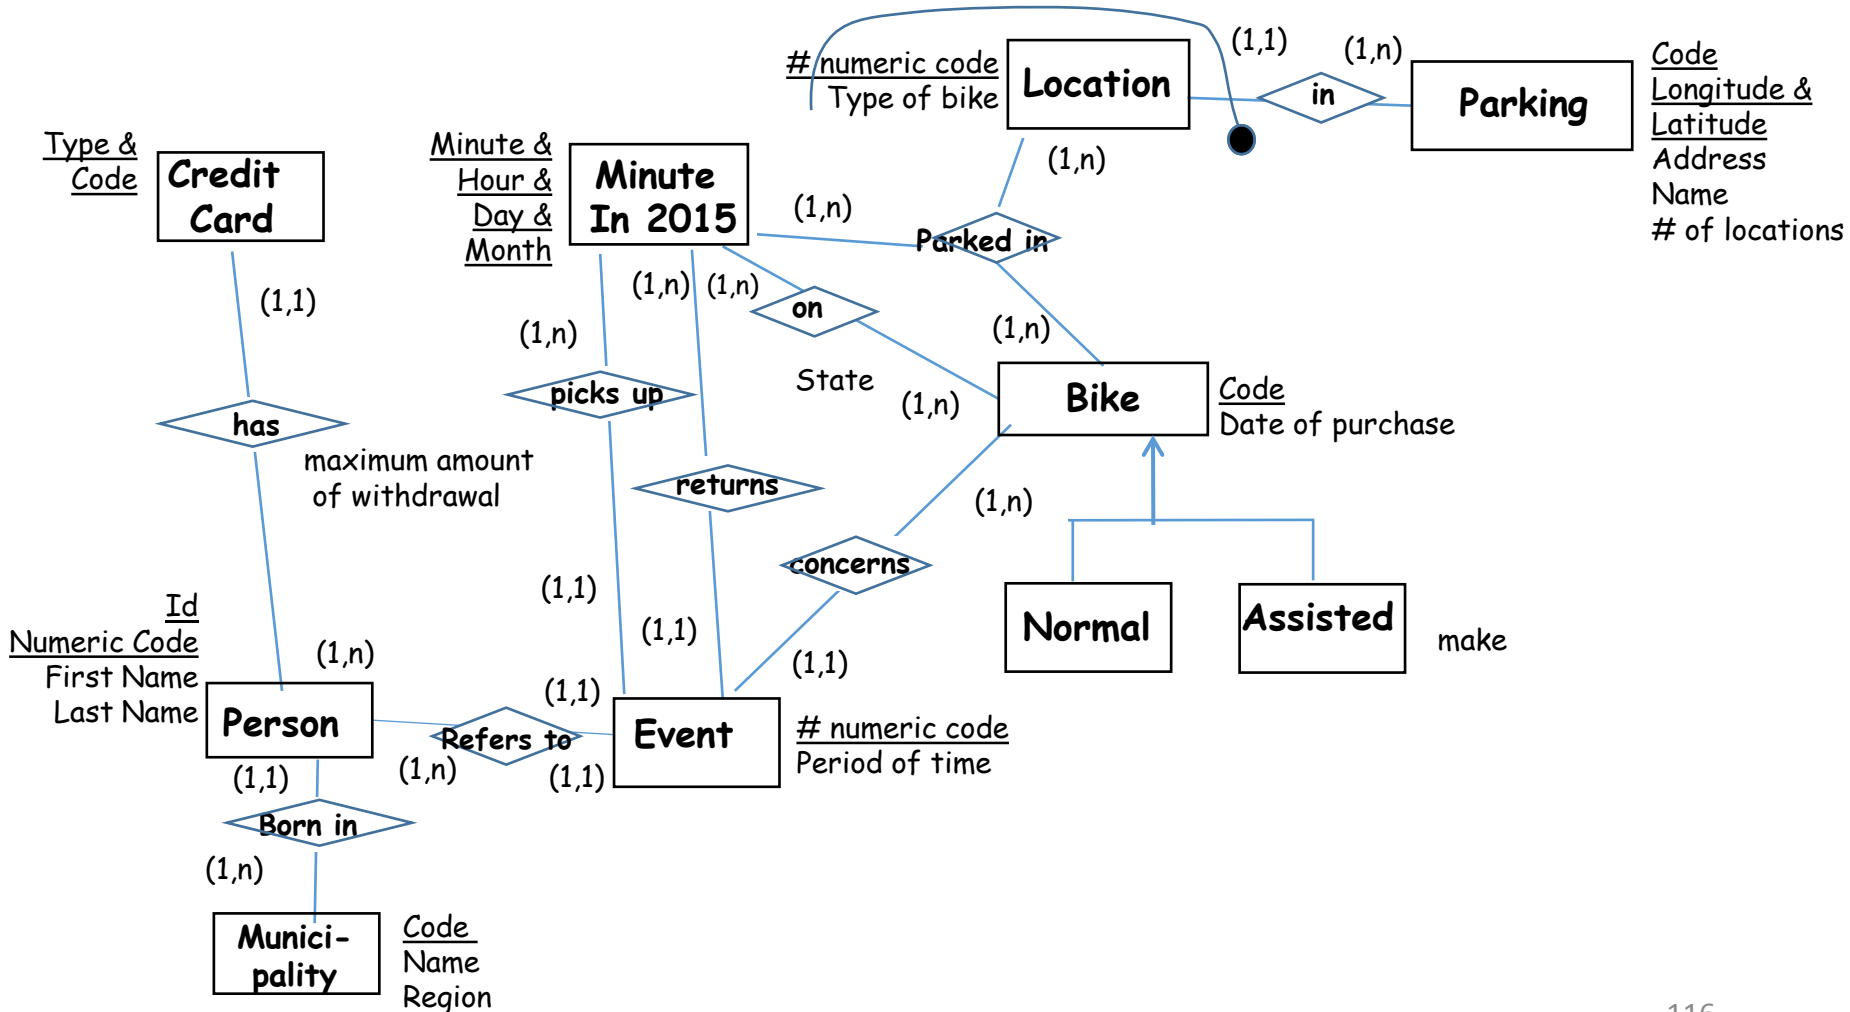 (1,1)
(1,n)
# numeric code
Type of bike
Location
in
Parking
Code
Longitude &
Latitude
Address
Name
# of locations
Type &
Code
Credit
Card
Minute &
Hour &
Day &
Month
Minute
In 2015
(1,n)
(1,n)
Parked in
(1,1)
(1,n)
(1,n)
(1,n)
on
(1,n)
State
(1,n)
Bike
Code
Date of purchase
has
picks up
maximum amount
of withdrawal
returns
(1,n)
concerns
(1,1)
(1,1)
(1,1)
Normal
Assisted
make
Id
Numeric Code
First Name
Last Name
(1,n)
Person
(1,1)
Refers to
(1,n)
(1,1)
Event
# numeric code
Period of time
(1,1)
Born in
(1,n)
Munici-
pality
Code
Name
Region
116